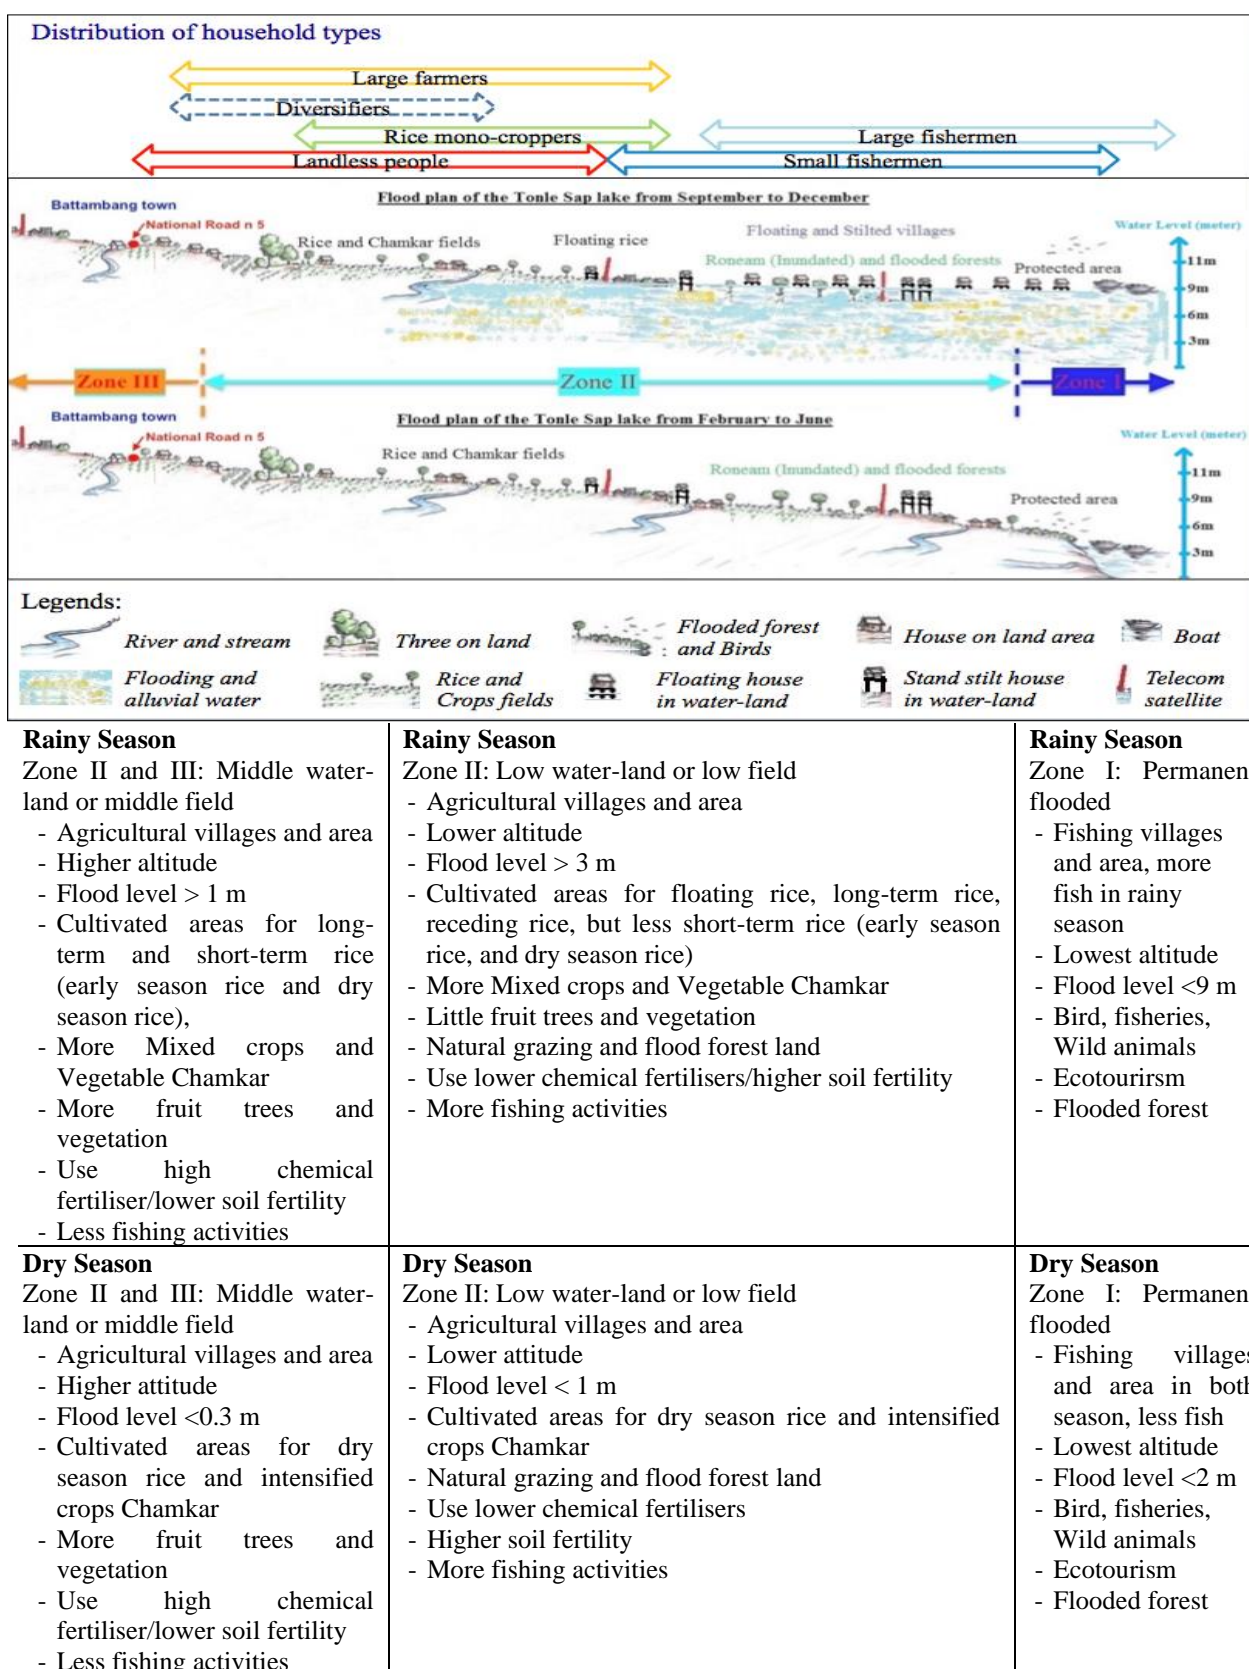 Distribution of household types
Large farmers
Diversifiers
Rice mono-croppers
Large fishermen
Landless people
Small fishermen
Flood plan of the Tonle Sap lake from September to December
Battambang town
National Road n 5
Rice and Chamkar fields
Floating rice
Floating and Stilted villages
Roneam (Inundated) and flooded forests
Protected area
Water Level (meter)
11m
9m
6m
3m
Zone III
Zone II
Zone I
Battambang town
Flood plan of the Tonle Sap lake from February to June
National Road n 5
Rice and Chamkar fields
Roneam (Inundated) and flooded forests
Protected area
Water Level (meter)
11m
9m
6m
3m
Legends:
River and stream
Three on land
Flooded forest
and Birds
House on land area
Boat
Flooding and
alluvial water
Rice and
Crops fields
Floating house
in water-land
Stand stilt house
in water-land
Telecom
satellite
Rainy Season
Zone II and III: Middle water-
land or middle field
- Agricultural villages and area
- Higher altitude
- Flood level > 1 m
- Cultivated areas for long-
term and short-term rice
(early season rice and dry
season rice),
- More Mixed crops and
Vegetable Chamkar
- More fruit trees and
vegetation
- Use high chemical
fertiliser/lower soil fertility
- Less fishing activities
Rainy Season
Zone II: Low water-land or low field
- Agricultural villages and area
- Lower altitude
- Flood level > 3 m
- Cultivated areas for floating rice, long-term rice,
receding rice, but less short-term rice (early season
rice, and dry season rice)
- More Mixed crops and Vegetable Chamkar
- Little fruit trees and vegetation
- Natural grazing and flood forest land
- Use lower chemical fertilisers/higher soil fertility
- More fishing activities
Rainy Season
Zone I: Permanen
flooded
- Fishing villages
and area, more
fish in rainy
season
- Lowest altitude
- Flood level <9 m
- Bird, fisheries,
Wild animals
- Ecotourirsm
- Flooded forest
Dry Season
Zone II and III: Middle water-
land or middle field
- Agricultural villages and area
- Higher attitude
- Flood level <0.3 m
- Cultivated areas for dry
season rice and intensified
crops Chamkar
- More fruit trees and
vegetation
- Use high chemical
fertiliser/lower soil fertility
- Less fishing activities
Dry Season
Zone II: Low water-land or low field
- Agricultural villages and area
- Lower attitude
- Flood level < 1 m
- Cultivated areas for dry season rice and intensified
crops Chamkar
- Natural grazing and flood forest land
- Use lower chemical fertilisers
- Higher soil fertility
- More fishing activities
Dry Season
Zone I: Permanen
flooded
- Fishing villages
and area in both
season, less fish
- Lowest altitude
- Flood level <2 m
- Bird, fisheries,
Wild animals
- Ecotourism
- Flooded forest